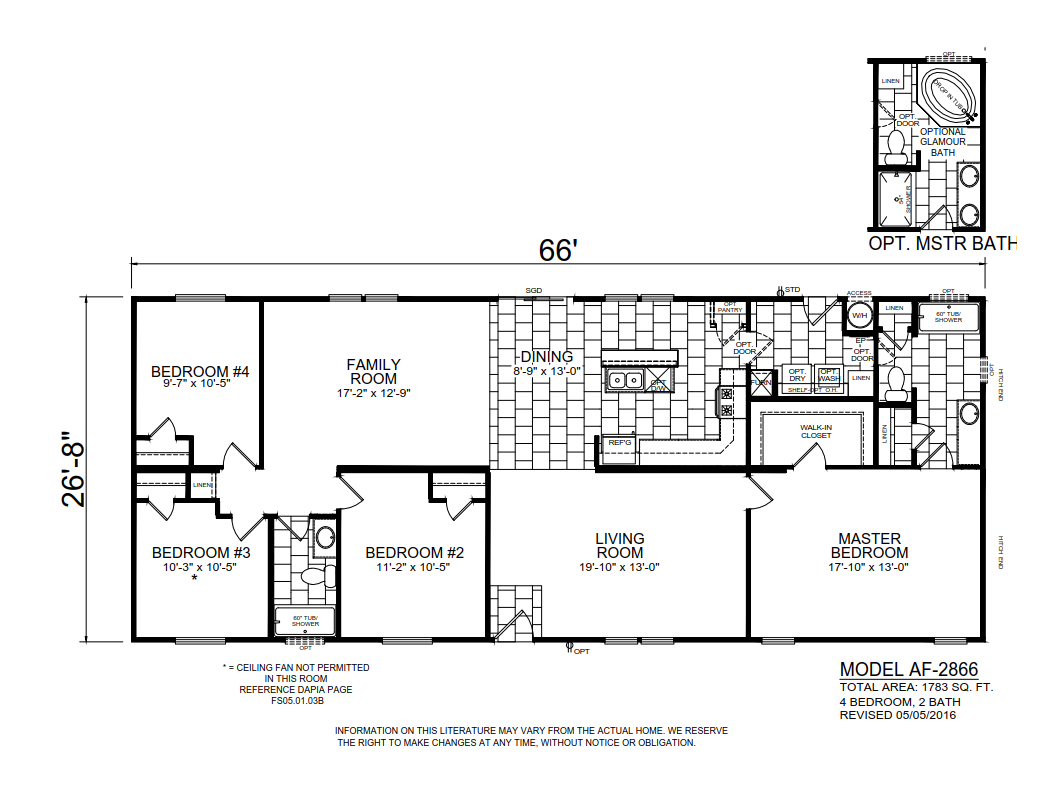 OPT
LINEN
DROP IN TUB
OPT.
DOOR
OPTIONAL
GLAMOUR
BATH
54"
SHOWER
OPT. MSTR BATH
66'
26'-8"
SGD
STD
ACCESS
OPT
OPT
PANTRY
W/H
LINEN
60" TUB/
SHOWER
OPT
HITCH END
BEDROOM #4
9'-7" x 10'-5"
FAMILY
ROOM
17'-2" x 12'-9"
DINING
8'-9" x 13'-0"
OPT
D/W
OPT.
DOOR
EP
OPT.
DOOR
FURN
OPT.
DRY
OPT.
WASH
SHELF-OPT. O.H.
LINEN
REF'G
WALK-IN
CLOSET
LINEN
LINEN
BEDROOM #3
10'-3" x 10'-5"
*
60" TUB/
SHOWER
OPT
BEDROOM #2
11'-2" x 10'-5"
LIVING
ROOM
19'-10" x 13'-0"
MASTER
BEDROOM
17'-10" x 13'-0"
HITCH END
OPT
* = CEILING FAN NOT PERMITTED
IN THIS ROOM
REFERENCE DAPIA PAGE
FS05.01.03B
MODEL AF-2866
TOTAL AREA: 1783 SQ. FT.
4 BEDROOM, 2 BATH
REVISED 05/05/2016
INFORMATION ON THIS LITERATURE MAY VARY FROM THE ACTUAL HOME. WE RESERVE
THE RIGHT TO MAKE CHANGES AT ANY TIME, WITHOUT NOTICE OR OBLIGATION.